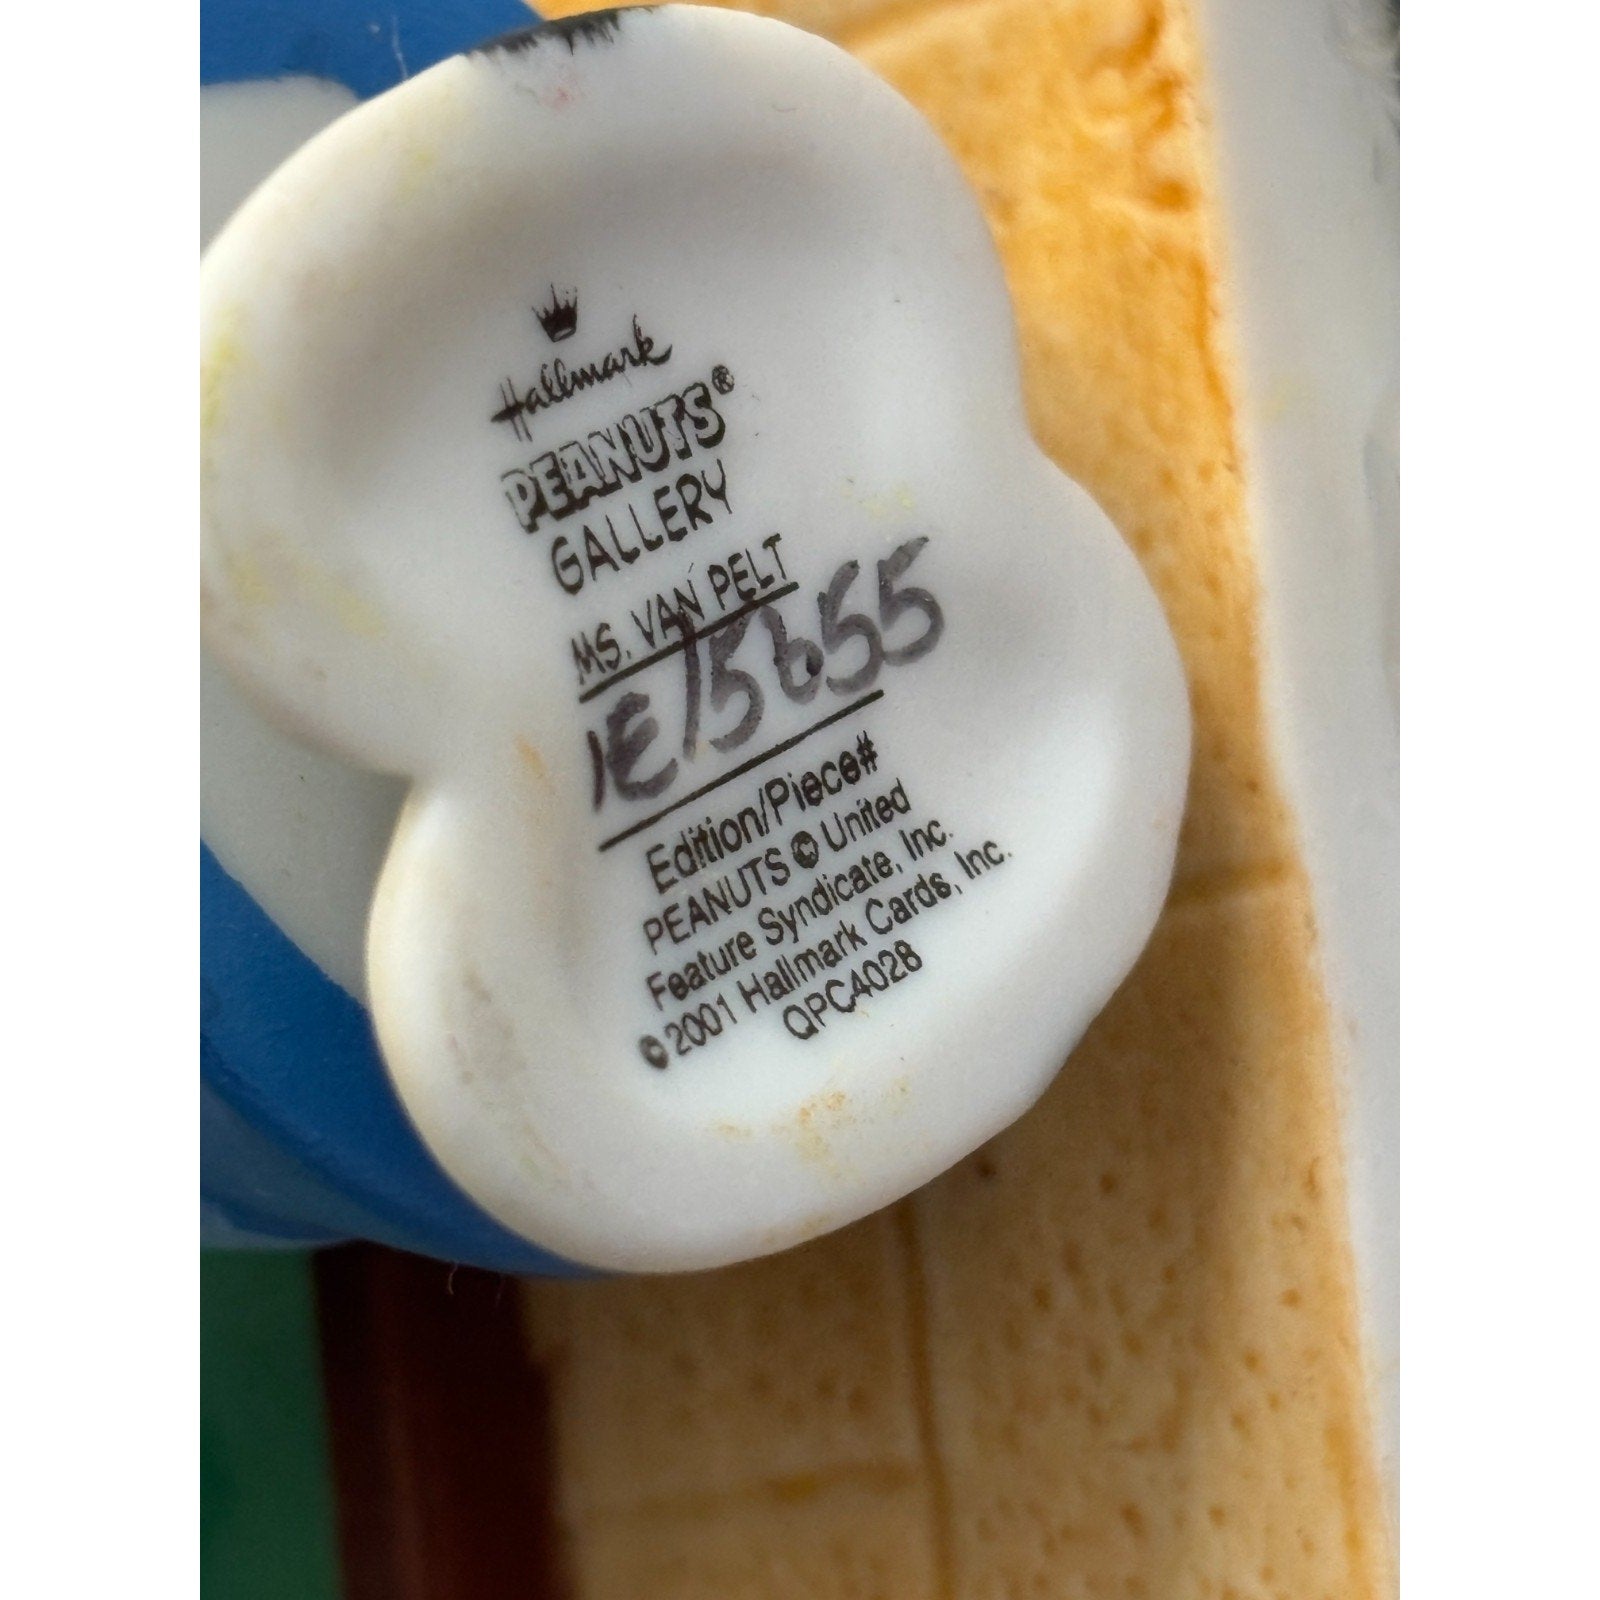 Hallmark
PEANUTS®
GALLERY
MS. VAN PELT
1E/5655
Edition/Piece#
PEANUTS © United
Feature Syndicate, Inc.
© 2001 Hallmark Cards, Inc.
QPC4028